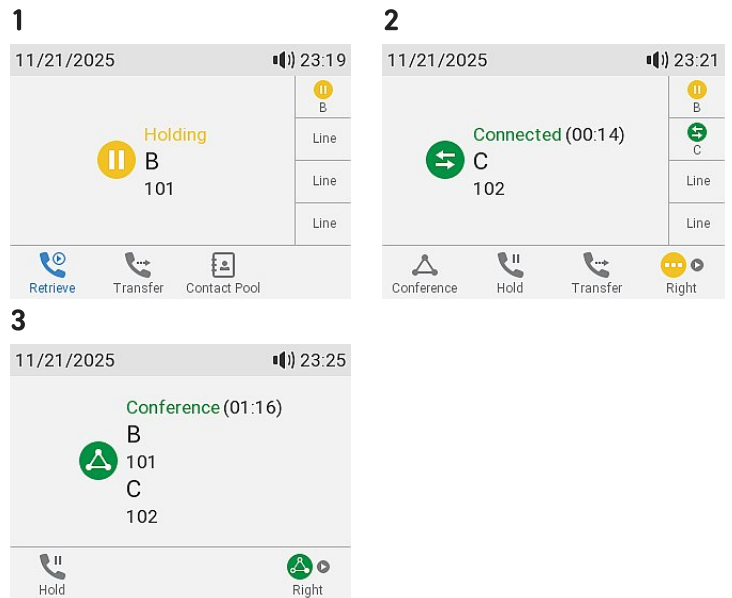 1
11/21/2025 23:19
B
Holding
B
101
Line
Line
Line
Retrieve Transfer Contact Pool
2
11/21/2025 23:21
B
Connected (00:14)
C
102
C
Line
Line
Conference Hold Transfer Right
3
11/21/2025 23:25
Conference (01:16)
B
101
C
102
Hold Right